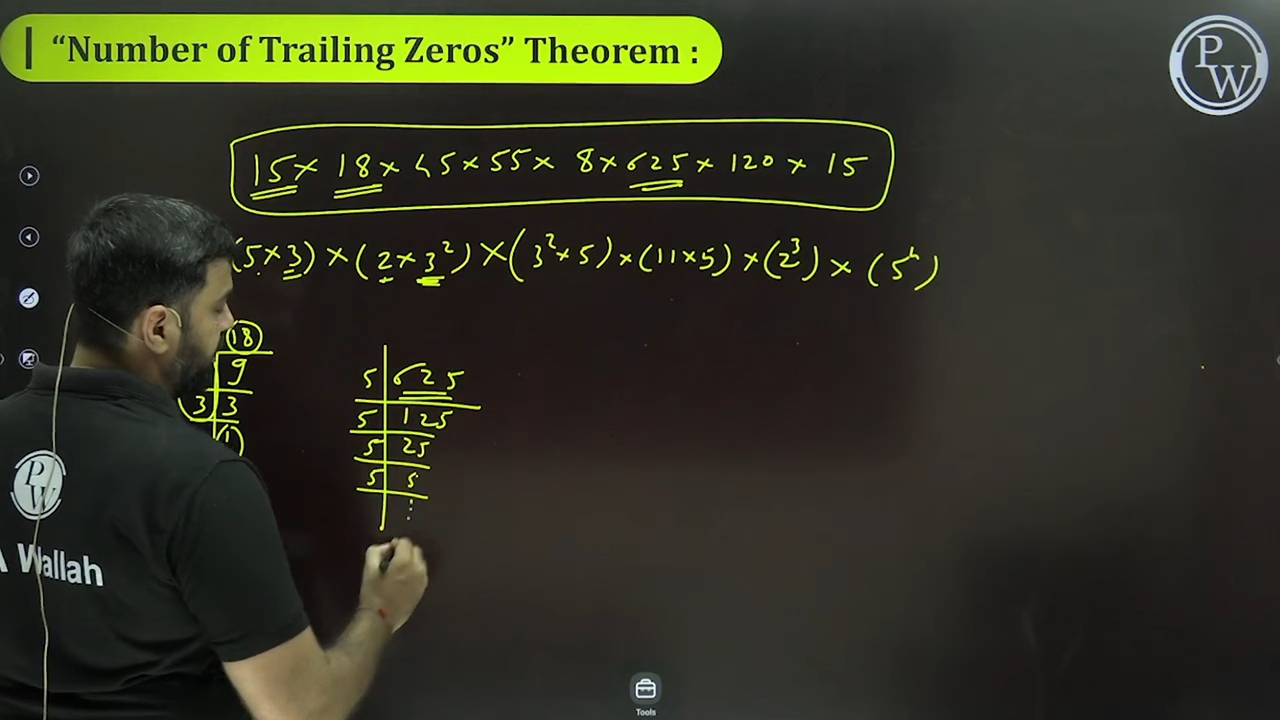 "Number of Trailing Zeros" Theorem :
PW
15 × 18 × 45 × 55 × 8 × 625 × 120 × 15
(5 × 3) × (2 × 3²) × (3² × 5) × (11 × 5) × (2³) × (5⁴)
18
9
3 3
1
5 625
5 125
5 25
5 5
PW
Wallah
Tools